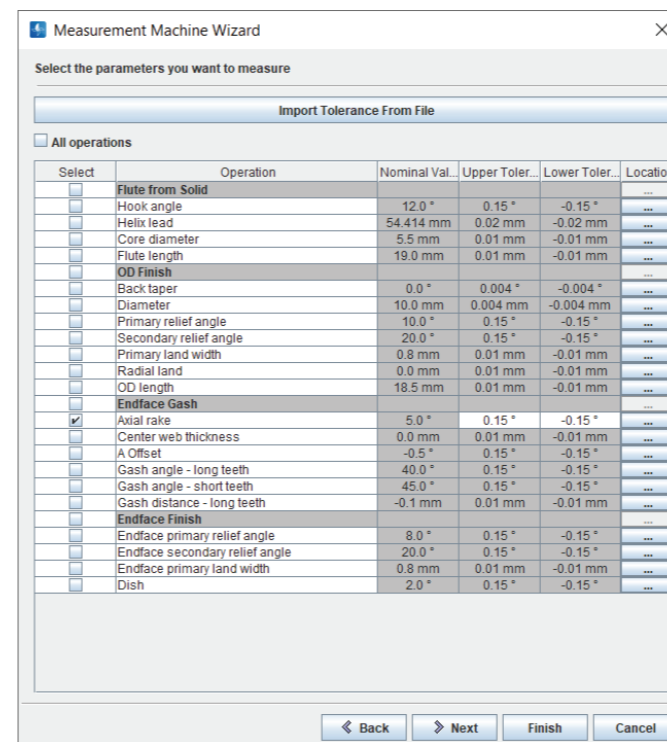 Measurement Machine Wizard
Select the parameters you want to measure
Import Tolerance From File
All operations
Select Operation Nominal Val... Upper Toler... Lower Toler... Locatio
Flute from Solid ...
Hook angle 12.0 ° 0.15 ° -0.15 ° ...
Helix lead 54.414 mm 0.02 mm -0.02 mm ...
Core diameter 5.5 mm 0.01 mm -0.01 mm ...
Flute length 19.0 mm 0.01 mm -0.01 mm ...
OD Finish ...
Back taper 0.0 ° 0.004 ° -0.004 ° ...
Diameter 10.0 mm 0.004 mm -0.004 mm ...
Primary relief angle 10.0 ° 0.15 ° -0.15 ° ...
Secondary relief angle 20.0 ° 0.15 ° -0.15 ° ...
Primary land width 0.8 mm 0.01 mm -0.01 mm ...
Radial land 0.0 mm 0.01 mm -0.01 mm ...
OD length 18.5 mm 0.01 mm -0.01 mm ...
Endface Gash ...
Axial rake 5.0 ° 0.15 ° -0.15 ° ...
Center web thickness 0.0 mm 0.01 mm -0.01 mm ...
A Offset -0.5 ° 0.15 ° -0.15 ° ...
Gash angle - long teeth 40.0 ° 0.15 ° -0.15 ° ...
Gash angle - short teeth 45.0 ° 0.15 ° -0.15 ° ...
Gash distance - long teeth -0.1 mm 0.01 mm -0.01 mm ...
Endface Finish ...
Endface primary relief angle 8.0 ° 0.15 ° -0.15 ° ...
Endface secondary relief angle 20.0 ° 0.15 ° -0.15 ° ...
Endface primary land width 0.8 mm 0.01 mm -0.01 mm ...
Dish 2.0 ° 0.15 ° -0.15 ° ...
Back Next Finish Cancel